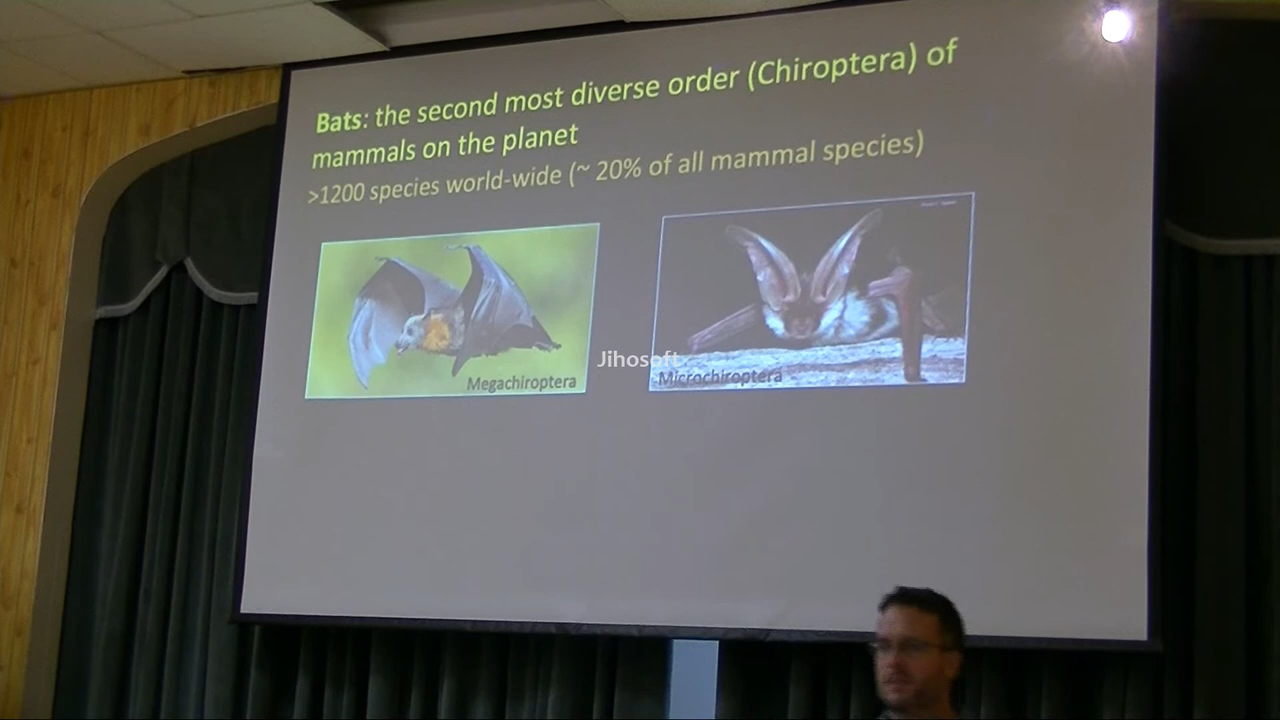 Bats: the second most diverse order (Chiroptera) of
mammals on the planet
>1200 species world-wide (~ 20% of all mammal species)
Megachiroptera
Jihosoft
Microchiroptera